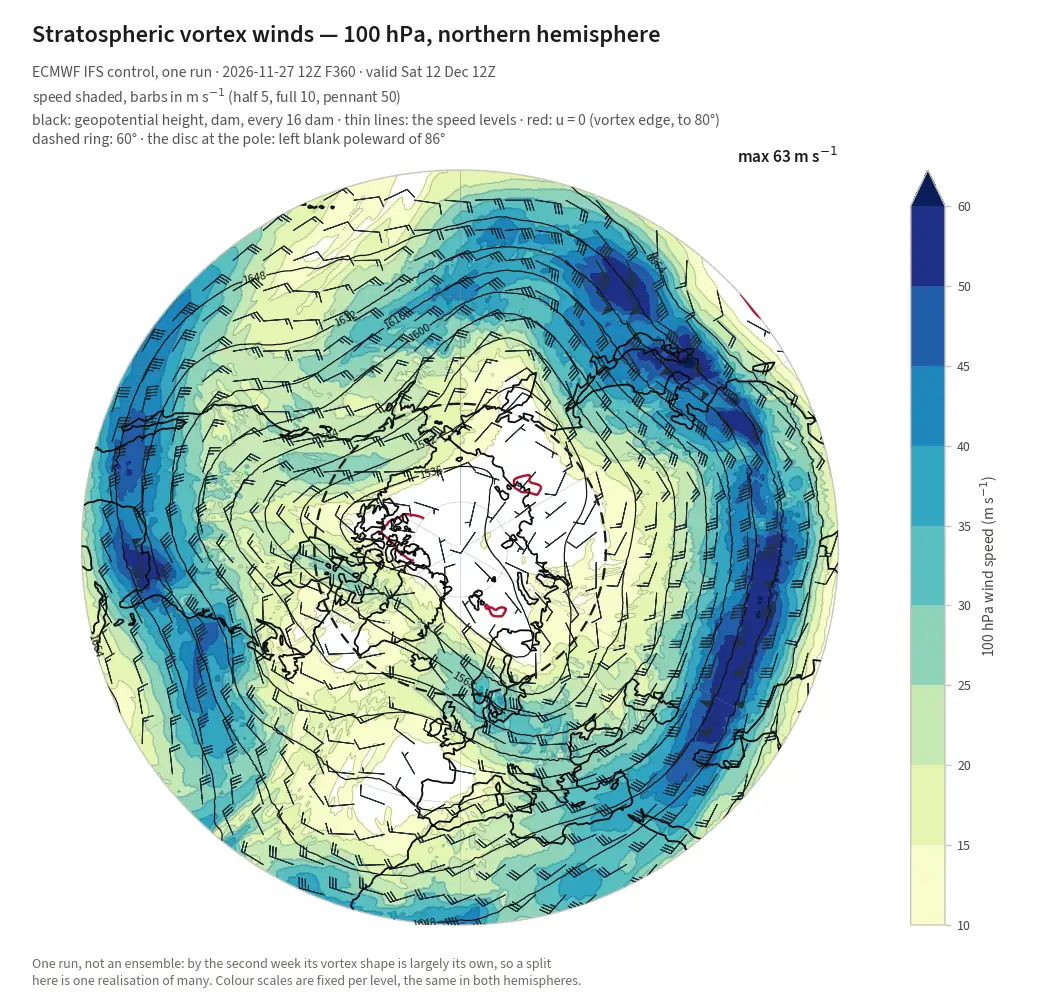 Stratospheric vortex winds — 100 hPa, northern hemisphere
ECMWF IFS control, one run · 2026-11-27 12Z F360 · valid Sat 12 Dec 12Z
speed shaded, barbs in m s⁻¹ (half 5, full 10, pennant 50)
black: geopotential height, dam, every 16 dam · thin lines: the speed levels · red: u = 0 (vortex edge, to 80°)
dashed ring: 60° · the disc at the pole: left blank poleward of 86°
max 63 m s⁻¹
60
50
45
40
35
30
25
20
15
10
100 hPa wind speed (m s⁻¹)
1648
1632
1616
1600
1664
1648
One run, not an ensemble: by the second week its vortex shape is largely its own, so a split
here is one realisation of many. Colour scales are fixed per level, the same in both hemispheres.